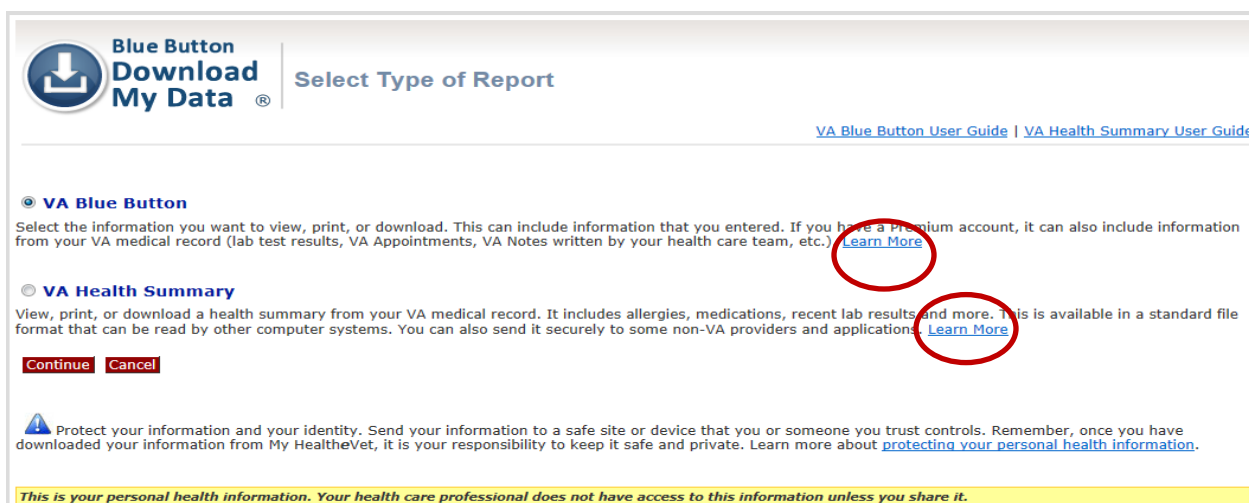 Blue Button
Download
My Data ®
Select Type of Report
VA Blue Button User Guide | VA Health Summary User Guide
VA Blue Button
Select the information you want to view, print, or download. This can include information that you entered. If you have a Premium account, it can also include information
from your VA medical record (lab test results, VA Appointments, VA Notes written by your health care team, etc.) Learn More
VA Health Summary
View, print, or download a health summary from your VA medical record. It includes allergies, medications, recent lab results and more. This is available in a standard file
format that can be read by other computer systems. You can also send it securely to some non-VA providers and applications. Learn More
Continue Cancel
Protect your information and your identity. Send your information to a safe site or device that you or someone you trust controls. Remember, once you have
downloaded your information from My HealtheVet, it is your responsibility to keep it safe and private. Learn more about protecting your personal health information.
This is your personal health information. Your health care professional does not have access to this information unless you share it.